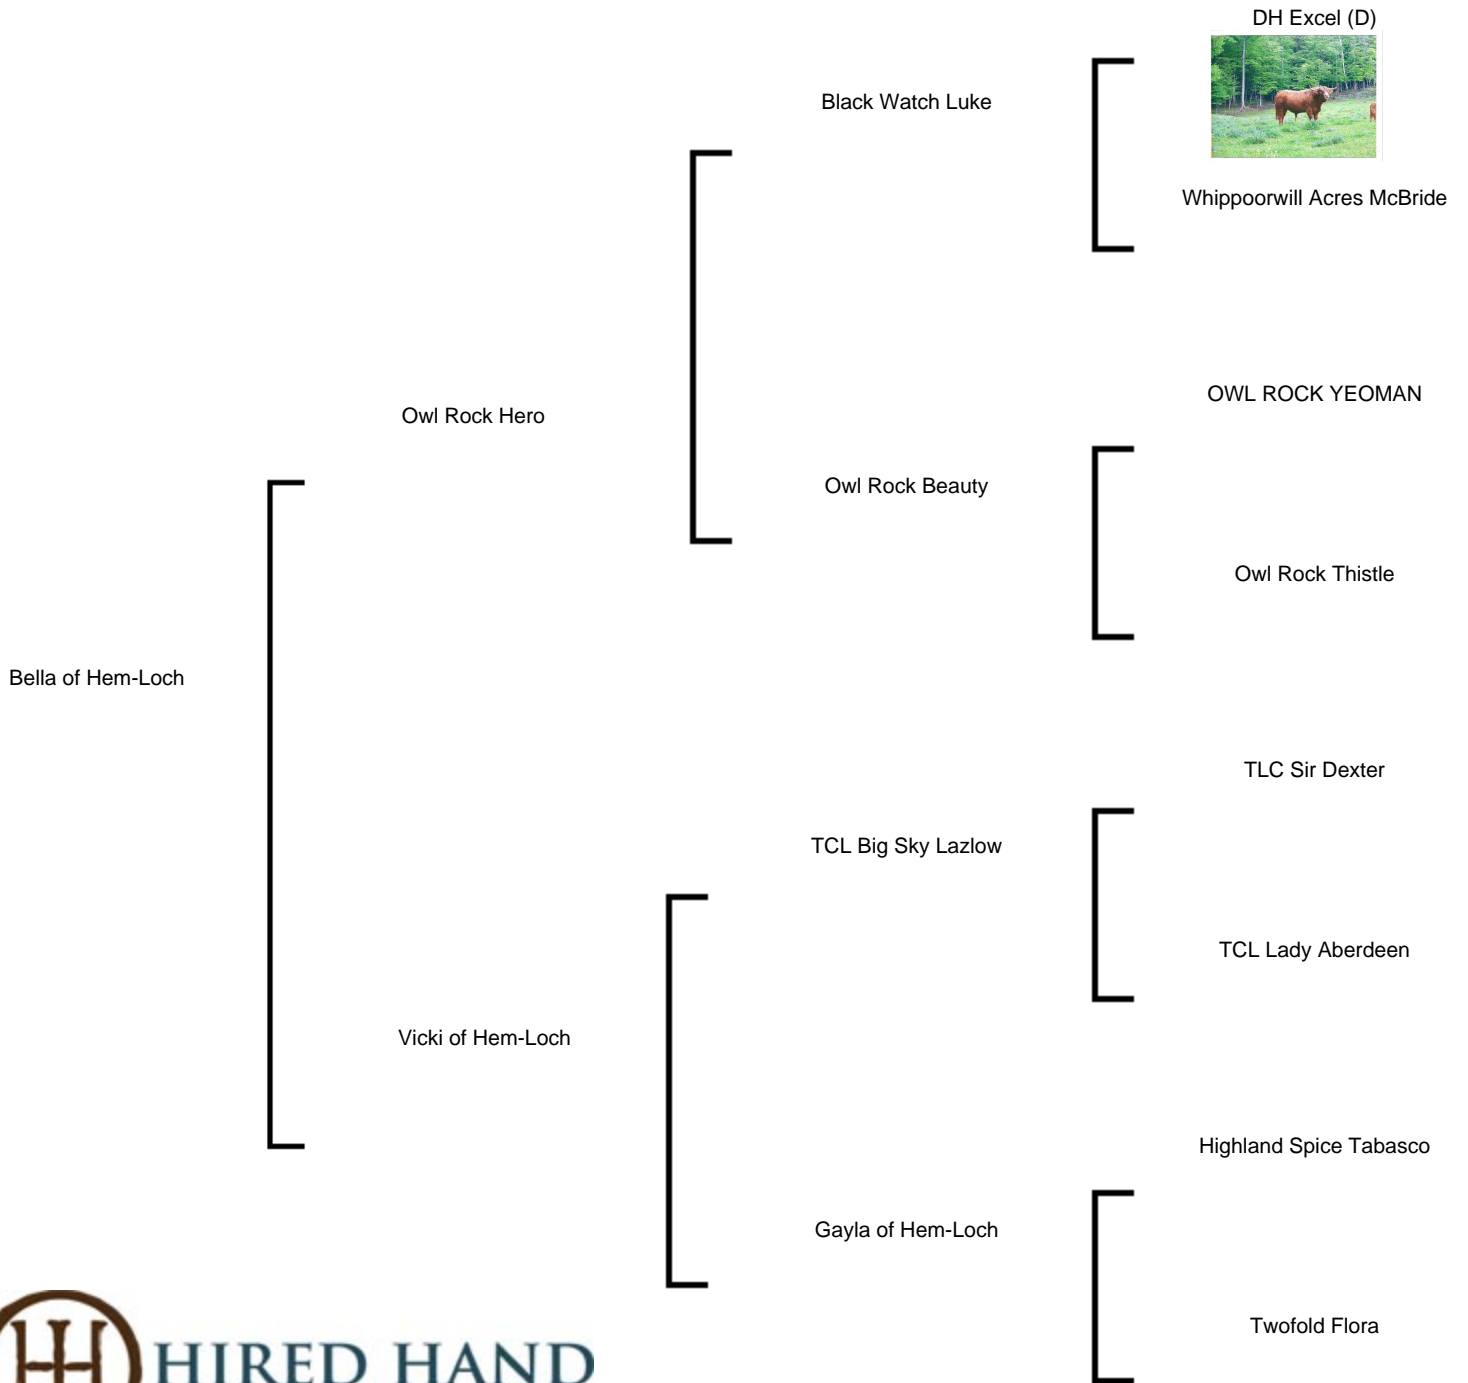 DH Excel (D)
Black Watch Luke
Whippoorwill Acres McBride
OWL ROCK YEOMAN
Owl Rock Hero
Owl Rock Beauty
Owl Rock Thistle
Bella of Hem-Loch
TLC Sir Dexter
TCL Big Sky Lazlow
TCL Lady Aberdeen
Vicki of Hem-Loch
Highland Spice Tabasco
Gayla of Hem-Loch
Twofold Flora
HIRED HAND